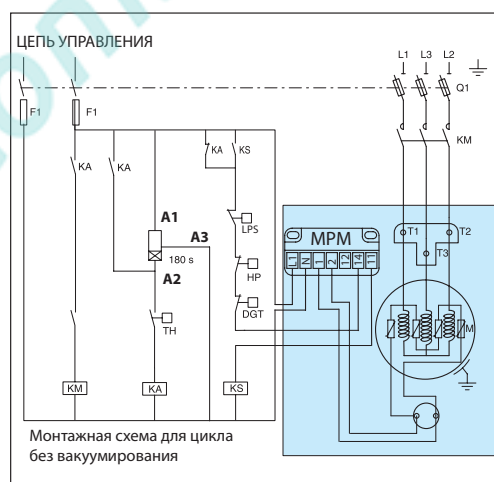 ЦЕПЬ УПРАВЛЕНИЯ
L1 L3 L2
Q1
F1 F1
KM
KA KA KA KS
A1
A3
180 s
A2
LPS
HP
DGT
TH
MPM
L1 N 1 2 12 14 11
T1 T2
T3
M
KM KA KS
Монтажная схема для цикла
без вакуумирования